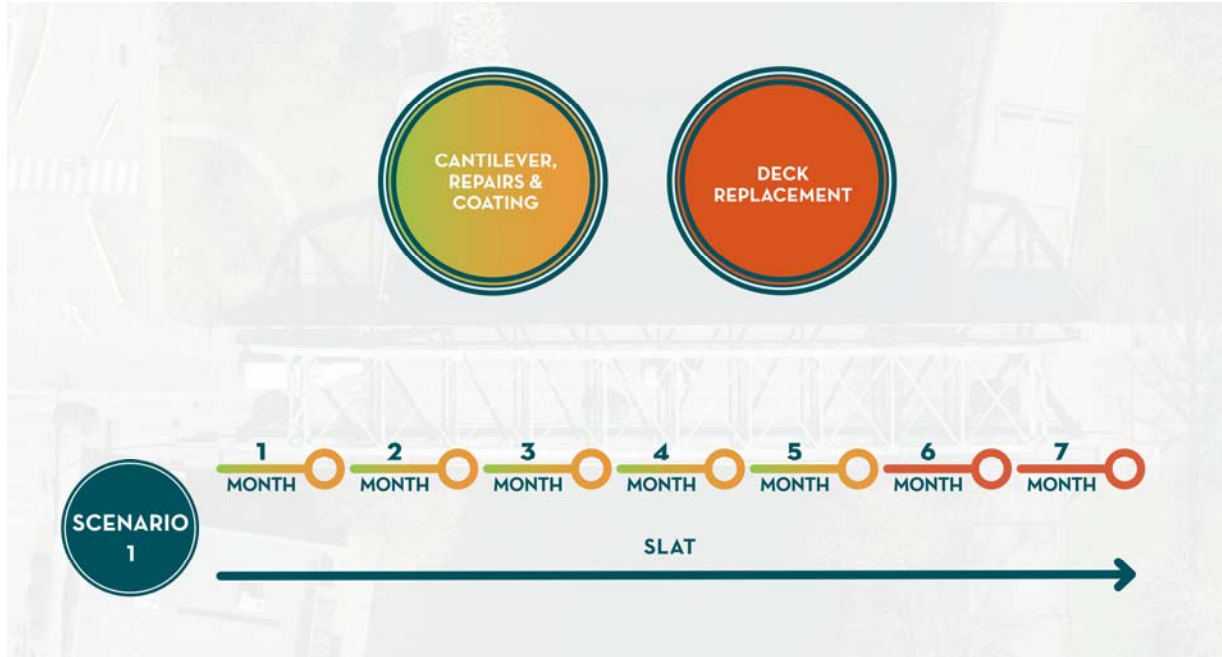 CANTILEVER,
REPAIRS &
COATING
DECK
REPLACEMENT
1
MONTH
2
MONTH
3
MONTH
4
MONTH
5
MONTH
6
MONTH
7
MONTH
SCENARIO
1
SLAT